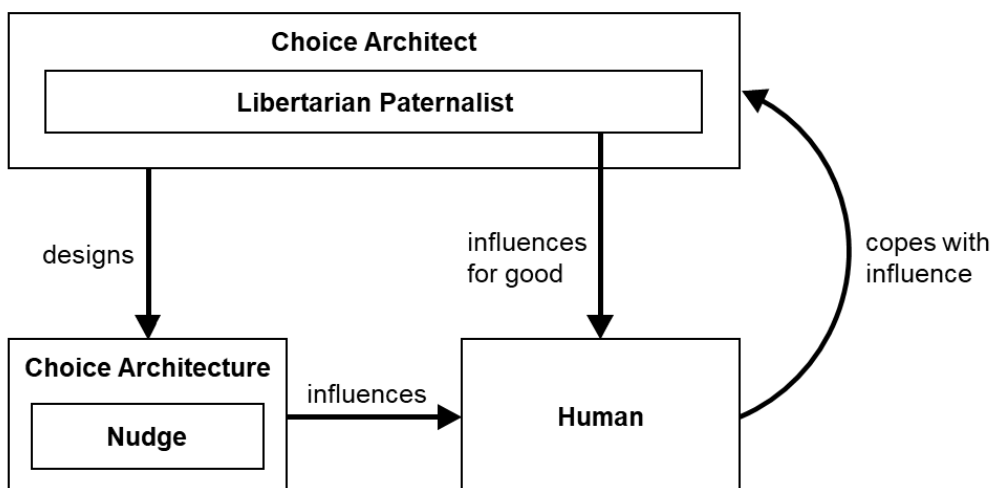 Choice Architect
Libertarian Paternalist
designs
influences
for good
copes with
influence
Choice Architecture
Nudge
influences
Human